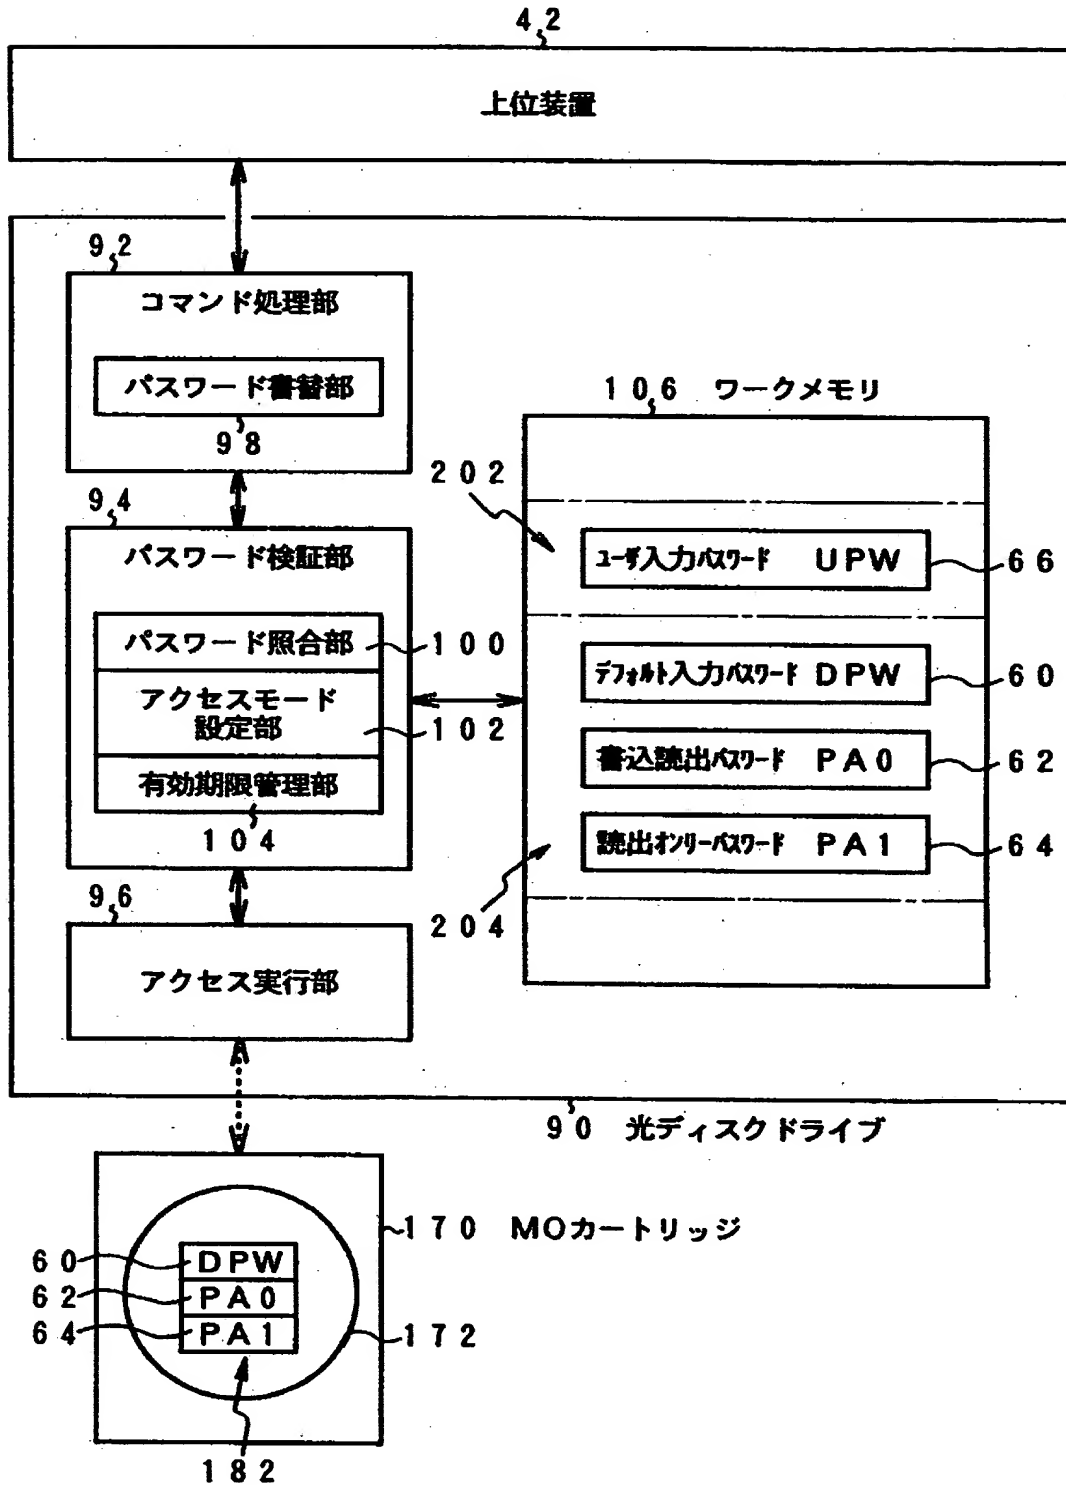 42
上位装置
92
コマンド処理部
パスワード書替部
98
94
パスワード検証部
パスワード照合部
100
アクセスモード
設定部
102
有効期限管理部
104
96
アクセス実行部
106 ワークメモリ
202
ユーザ入力パスワード UPW
66
デフォルト入力パスワード DPW
60
書込読出パスワード PA0
62
読出オンリーパスワード PA1
64
204
90 光ディスクドライブ
170 MOカートリッジ
60
DPW
62
PA0
64
PA1
172
182